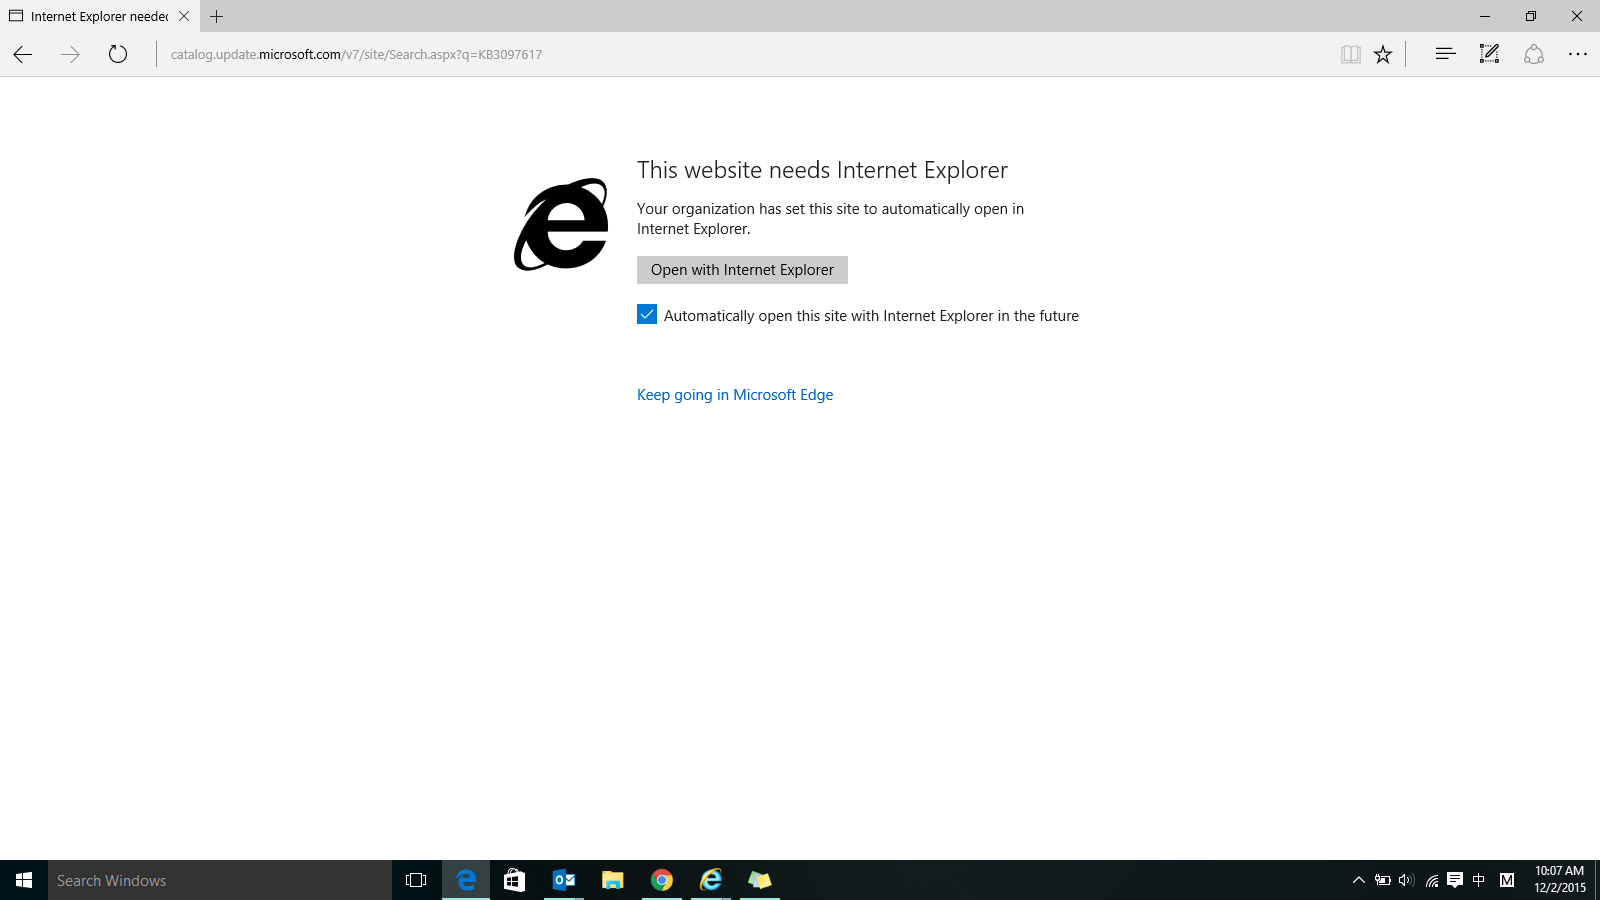 Internet Explorer needed
catalog.update.microsoft.com/v7/site/Search.aspx?q=KB3097617
This website needs Internet Explorer
Your organization has set this site to automatically open in
Internet Explorer.
Open with Internet Explorer
Automatically open this site with Internet Explorer in the future
Keep going in Microsoft Edge
Search Windows
中
M
10:07 AM
12/2/2015